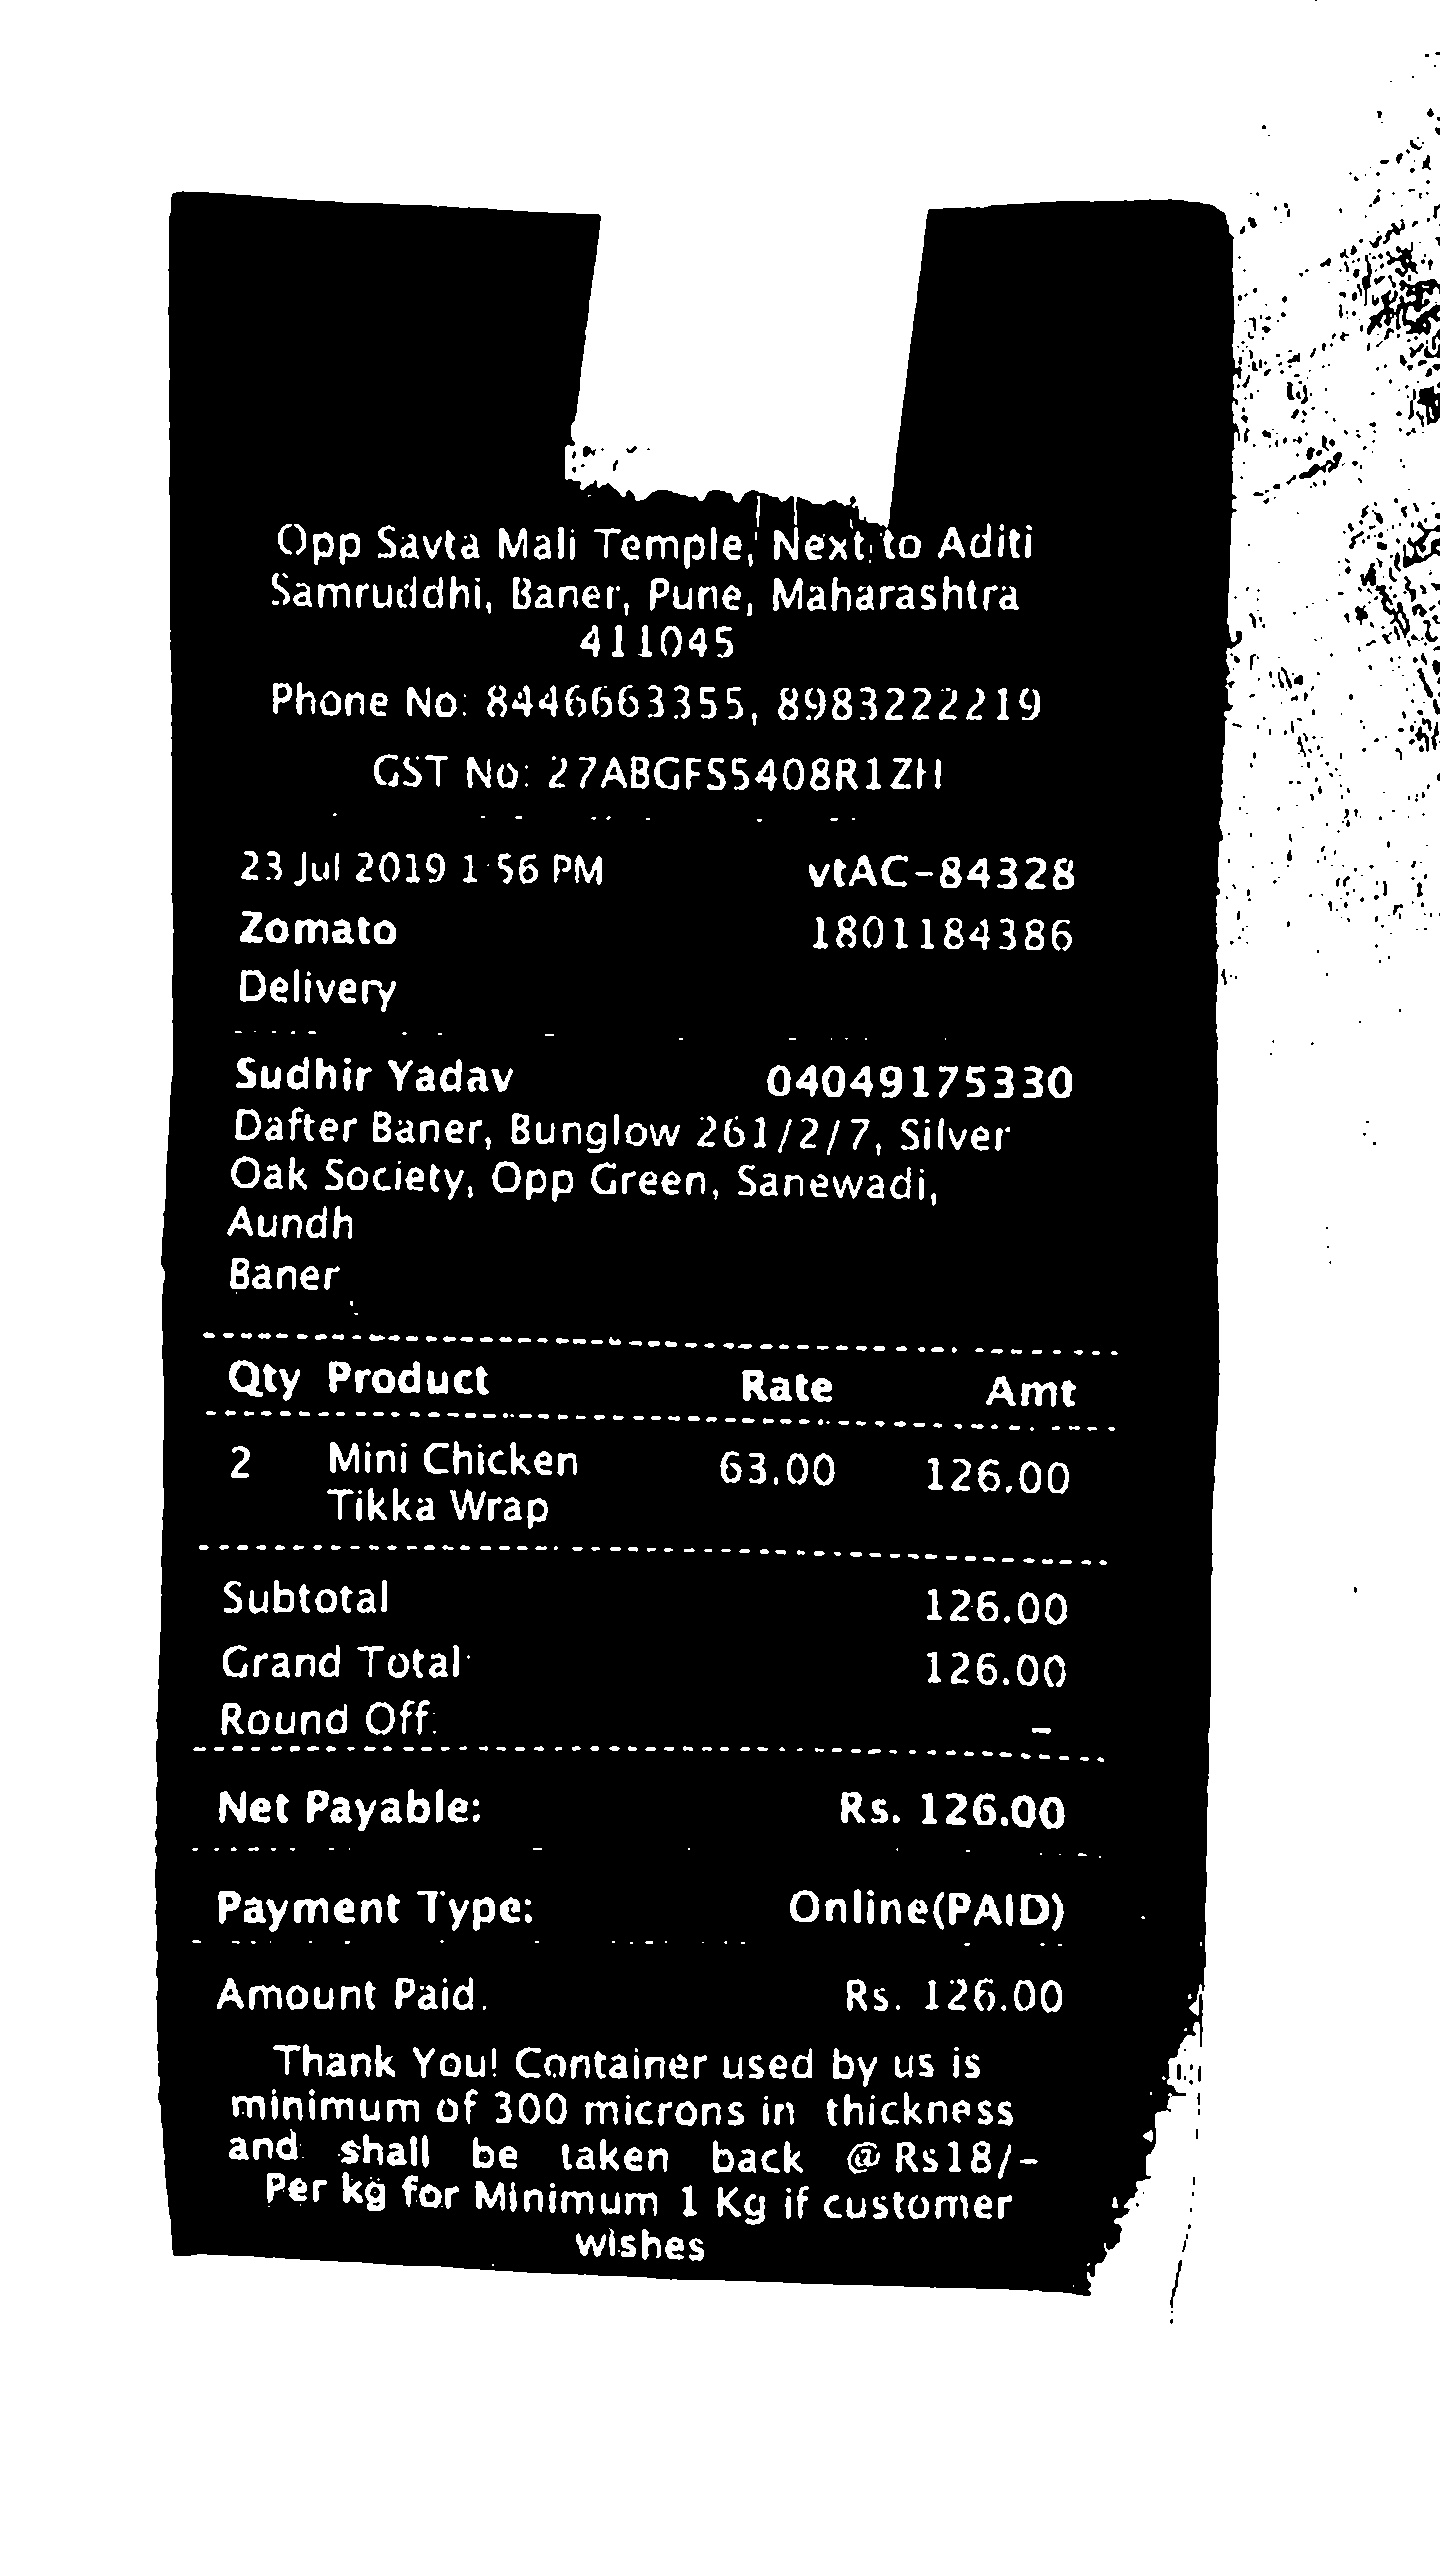 Opp Savta Mali Temple, Next to Aditi
Samruddhi, Baner, Pune, Maharashtra
411045
Phone No: 8446663355, 8983222219
GST No: 27ABGFS5408R1ZH
23 Jul 2019 1:56 PM vtAC-84328
Zomato 1801184386
Delivery
Sudhir Yadav 04049175330
Dafter Baner, Bunglow 261/2/7, Silver
Oak Society, Opp Green, Sanewadi,
Aundh
Baner
Qty Product Rate Amt
2 Mini Chicken 63.00 126.00
Tikka Wrap
Subtotal 126.00
Grand Total 126.00
Round Off: -
Net Payable: Rs. 126.00
Payment Type: Online(PAID)
Amount Paid: Rs. 126.00
Thank You! Container used by us is
minimum of 300 microns in thickness
and shall be taken back @ Rs18/-
Per kg for Minimum 1 Kg if customer
wishes